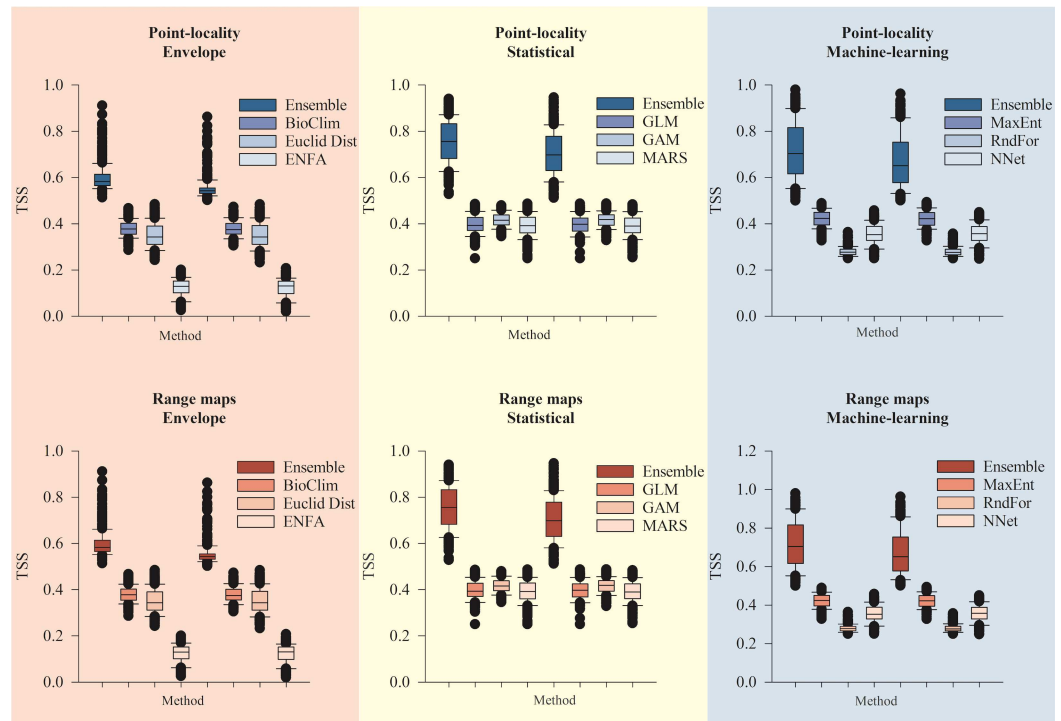 Point-locality
Envelope
1.0
0.8
0.6
0.4
0.2
0.0
TSS
Ensemble
BioClim
Euclid Dist
ENFA
Method
Point-locality
Statistical
1.0
0.8
0.6
0.4
0.2
0.0
TSS
Ensemble
GLM
GAM
MARS
Method
Point-locality
Machine-learning
1.0
0.8
0.6
0.4
0.2
0.0
TSS
Ensemble
MaxEnt
RndFor
NNet
Method
Range maps
Envelope
1.0
0.8
0.6
0.4
0.2
0.0
TSS
Ensemble
BioClim
Euclid Dist
ENFA
Method
Range maps
Statistical
1.0
0.8
0.6
0.4
0.2
0.0
TSS
Ensemble
GLM
GAM
MARS
Method
Range maps
Machine-learning
1.2
1.0
0.8
0.6
0.4
0.2
0.0
TSS
Ensemble
MaxEnt
RndFor
NNet
Method